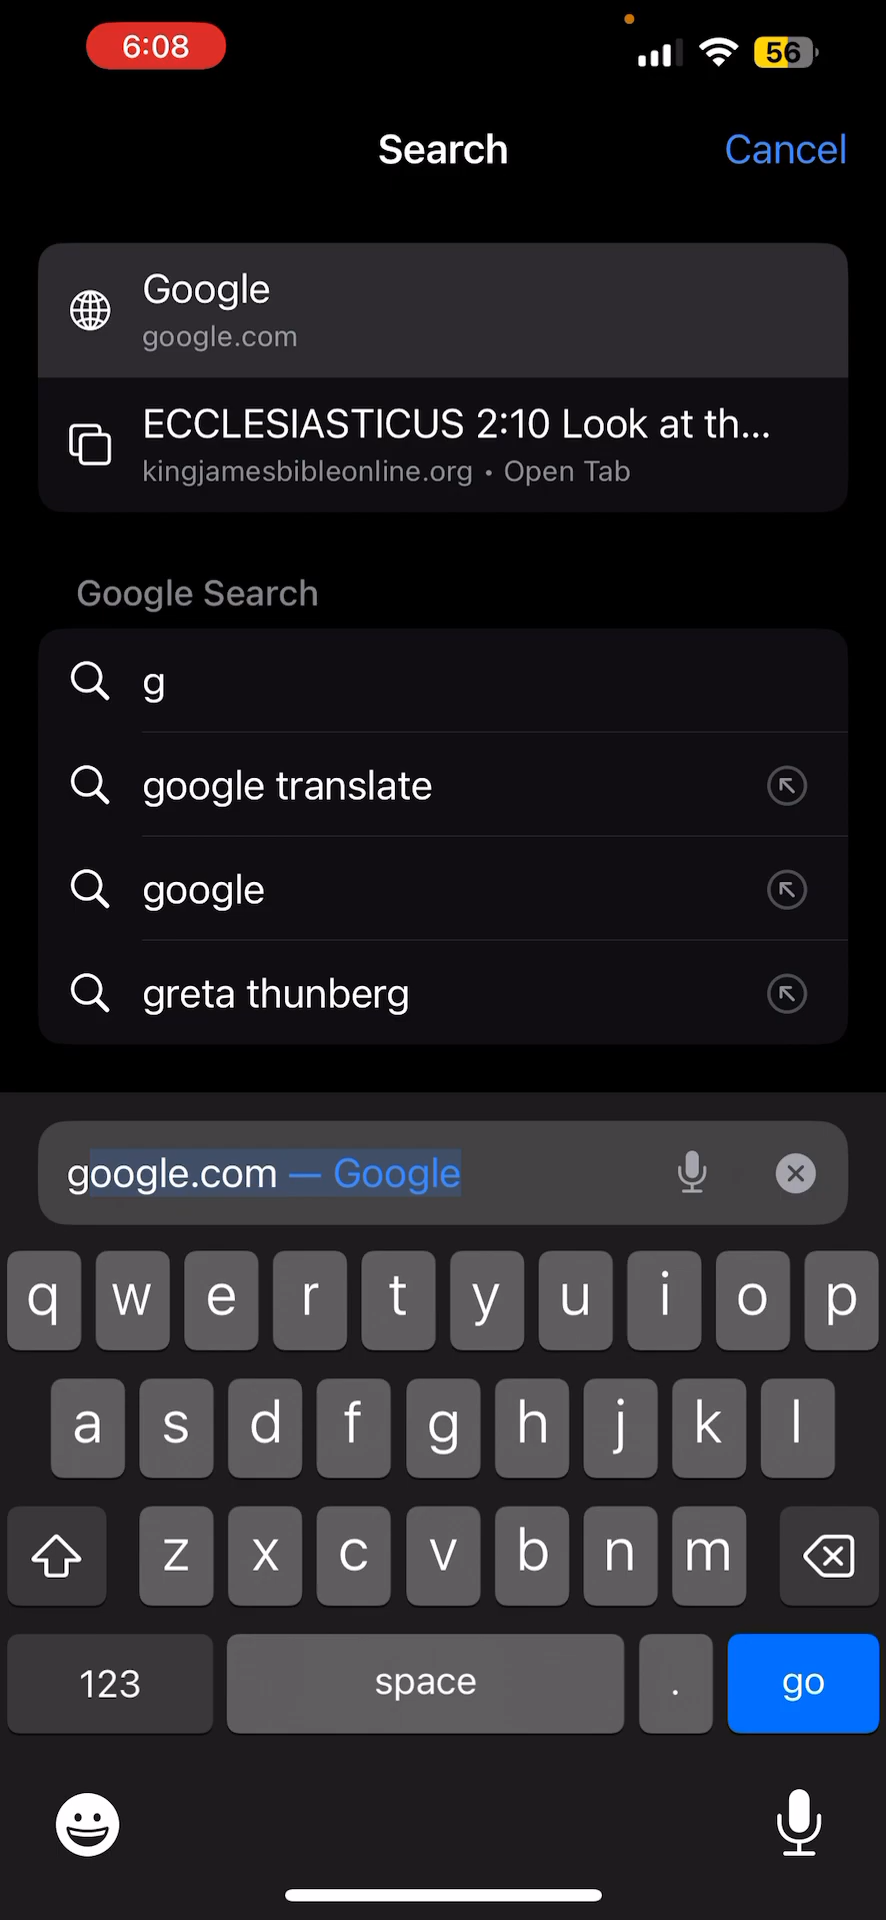 6:08
56
Search
Cancel
Google
google.com
ECCLESIASTICUS 2:10 Look at th...
kingjamesbibleonline.org • Open Tab
Google Search
g
google translate
google
greta thunberg
google.com — Google
q w e r t y u i o p
a s d f g h j k l
z x c v b n m
123 space . go